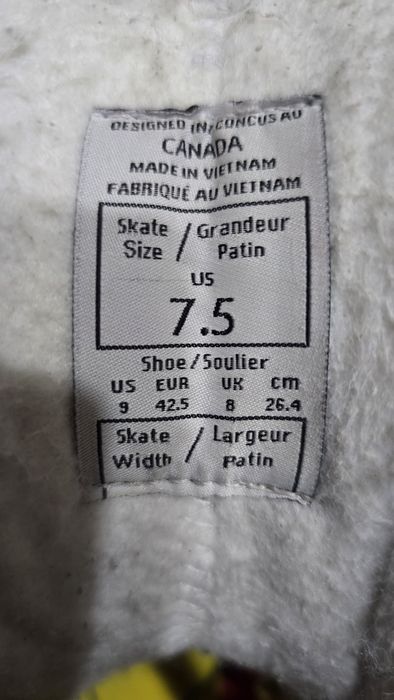 DESIGNED IN/CONCUS AU
CANADA
MADE IN VIETNAM
FABRIQUÉ AU VIETNAM
Skate / Grandeur
Size / Patin
US
7.5
Shoe/Soulier
US EUR UK cm
9 42.5 8 26.4
Skate / Largeur
Width / Patin